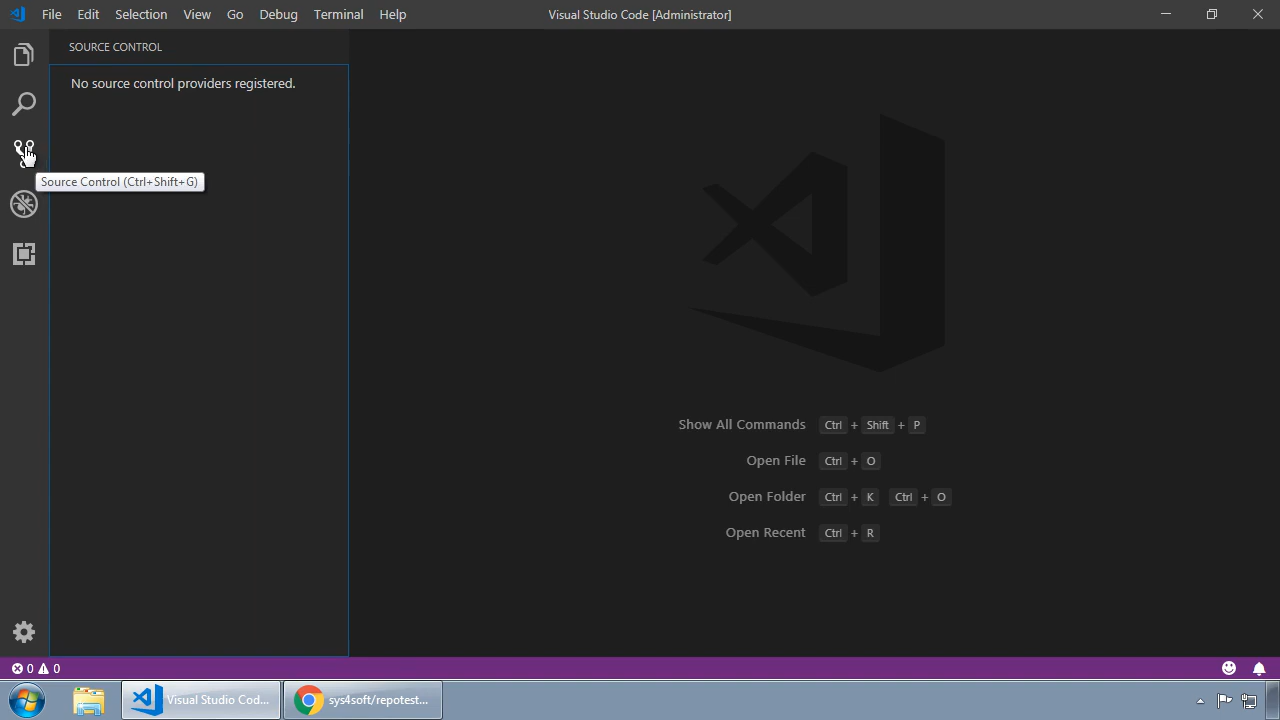 File Edit Selection View Go Debug Terminal Help
Visual Studio Code [Administrator]
SOURCE CONTROL
No source control providers registered.
Source Control (Ctrl+Shift+G)
Show All Commands Ctrl + Shift + P
Open File Ctrl + O
Open Folder Ctrl + K Ctrl + O
Open Recent Ctrl + R
0 0
Visual Studio Cod...
sys4soft/repotest...